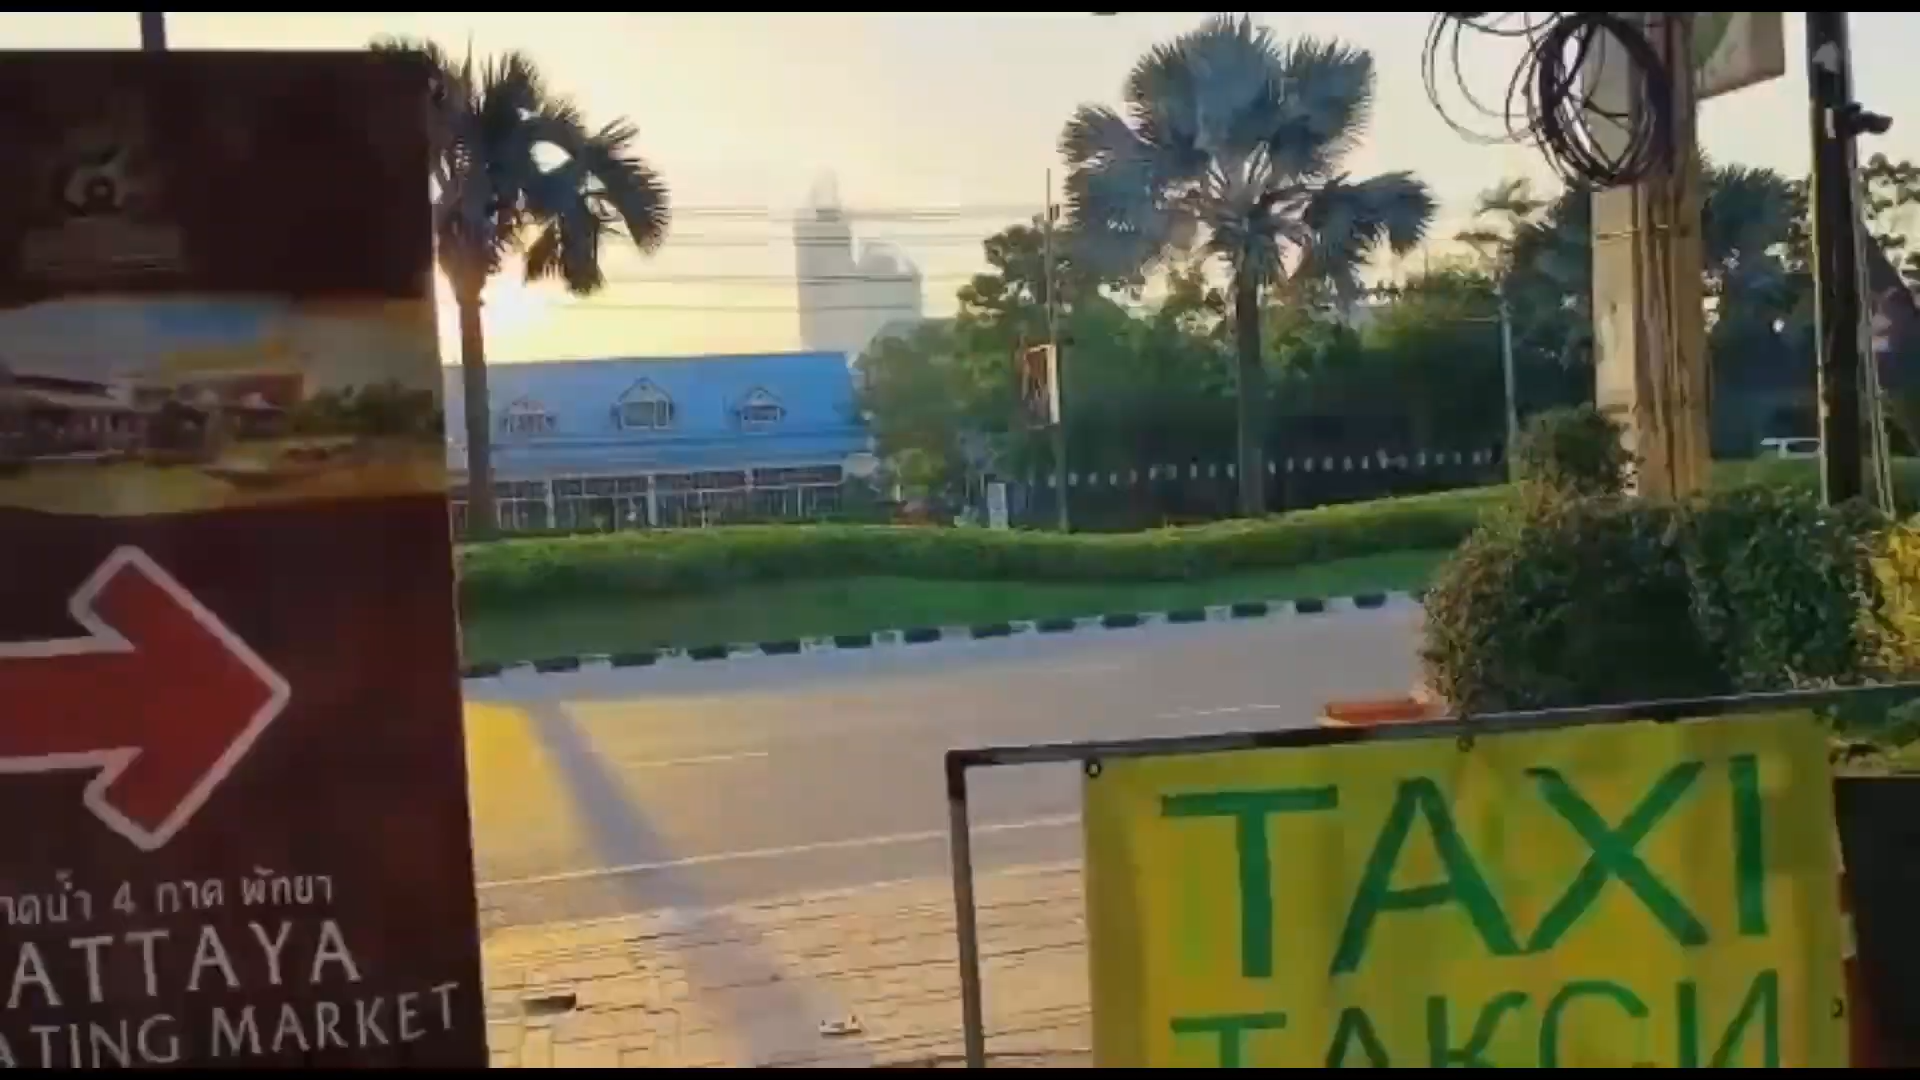 าดน้ำ 4 ภาค พัทยา
ATTAYA
ATING MARKET
TAXI
ТАКСИ